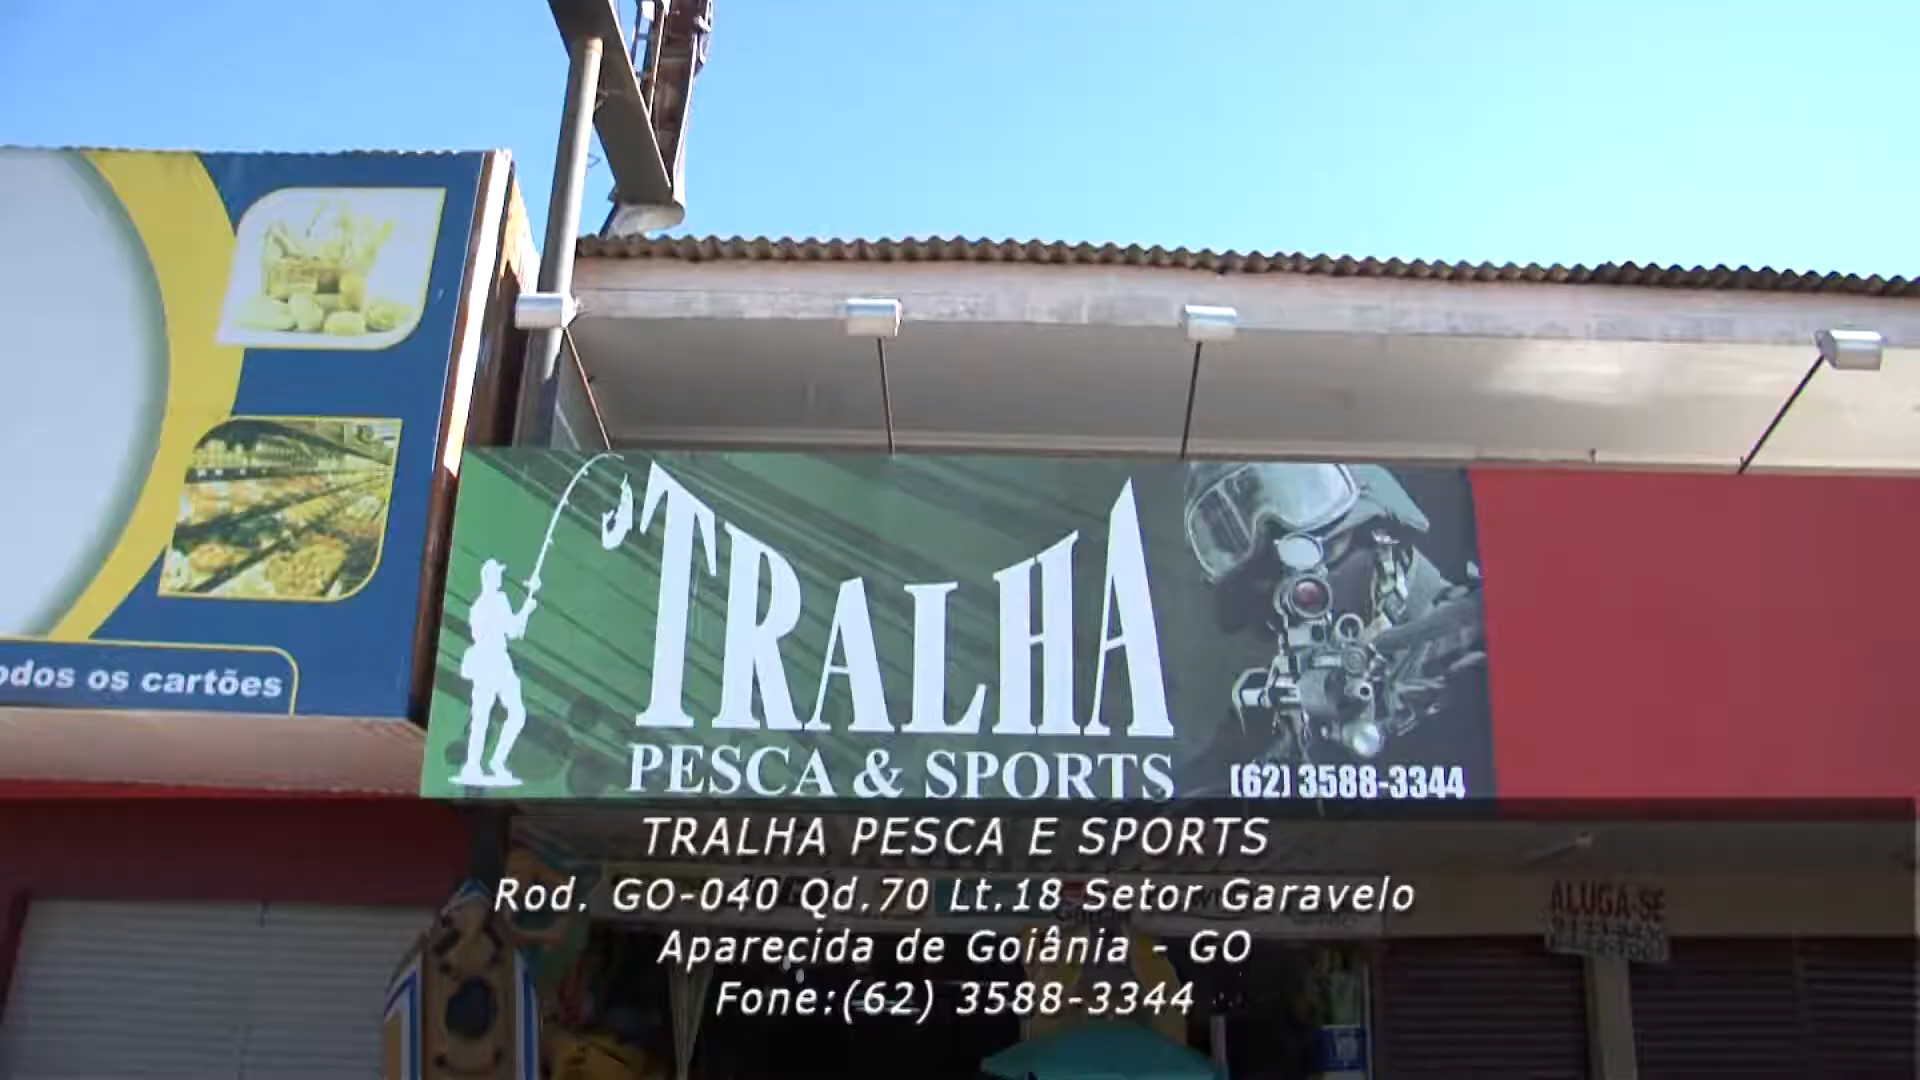 odos os cartões
TRALHA
PESCA & SPORTS
(62) 3588-3344
TRALHA PESCA E SPORTS
Rod. GO-040 Qd.70 Lt.18 Setor Garavelo
Aparecida de Goiânia - GO
Fone:(62) 3588-3344
ALUGA-SE